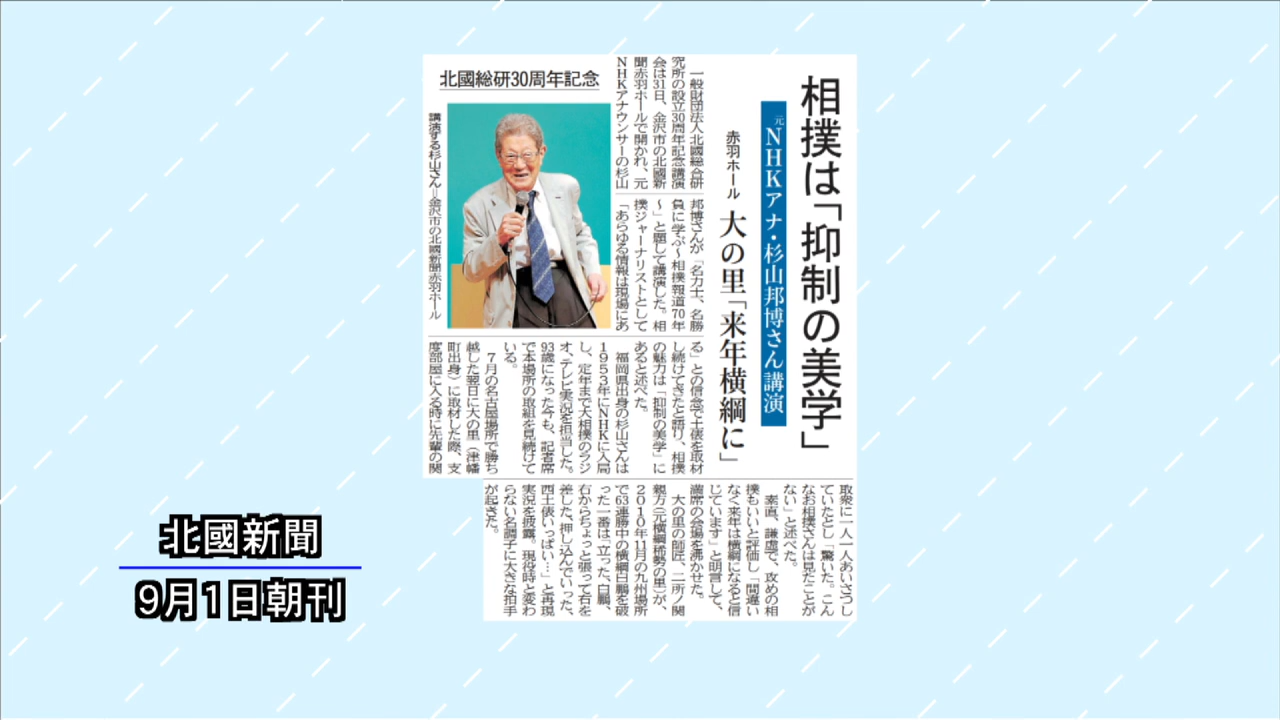 相撲は「抑制の美学」
元NHKアナ・杉山邦博さん講演
赤羽ホール 大の里「来年横綱に」
北國総研30周年記念
講演する杉山さん＝金沢市の北國新聞赤羽ホール
一般財団法人北國総合研
究所の設立30周年記念講演
会は31日、金沢市の北國新
聞赤羽ホールで開かれ、元
NHKアナウンサーの杉山
邦博さんが「名力士、名勝
負に学ぶ～相撲報道70年
～」と題して講演した。相
撲ジャーナリストとして
「あらゆる情報は現場にあ
る」との信念で土俵を取材
し続けてきたと語り、相撲
の魅力は「抑制の美学」に
あると述べた。
福岡県出身の杉山さんは
1953年にNHKに入局
し、定年まで大相撲のラジ
オ、テレビ実況を担当した。
93歳になった今も、記者席
で本場所の取組を見続けて
いる。
7月の名古屋場所で勝ち
越した翌日に大の里（津幡
町出身）に取材した際、支
度部屋に入る時に先輩の関
取衆に一人一人あいさつし
ていたとし「驚いた。こん
なお相撲さんは見たことが
ない」と述べた。
素直、謙虚で、攻めの相
撲もいいと評価し「間違い
なく来年は横綱になると信
じています」と明言して、
満席の会場を沸かせた。
大の里の師匠、二所ノ関
親方（元横綱稀勢の里）が、
2010年11月の九州場所
で63連勝中の横綱白鵬を破
った一番は「立った、白鵬、
右からちょっと張って右を
差した、押し込んでいった、
西土俵いっぱい…」と再現
実況を披露。現役時と変わ
らない名調子に大きな拍手
が起きた。
北國新聞
9月1日朝刊